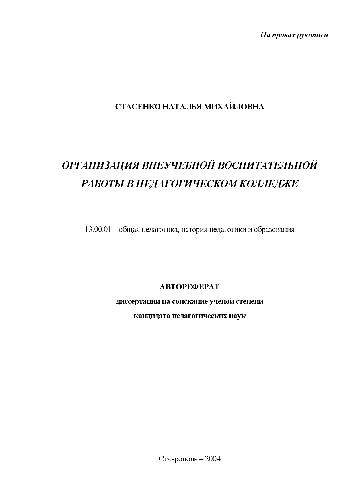 На правах рукописи
СТАСЕНКО НАТАЛЬЯ МИХАЙЛОВНА
ОРГАНИЗАЦИЯ ВНЕУЧЕБНОЙ ВОСПИТАТЕЛЬНОЙ
РАБОТЫ В ПЕДАГОГИЧЕСКОМ КОЛЛЕДЖЕ
13.00.01 – общая педагогика, история педагогики и образования
АВТОРЕФЕРАТ
диссертации на соискание ученой степени
кандидата педагогических наук
Ставрополь – 2004